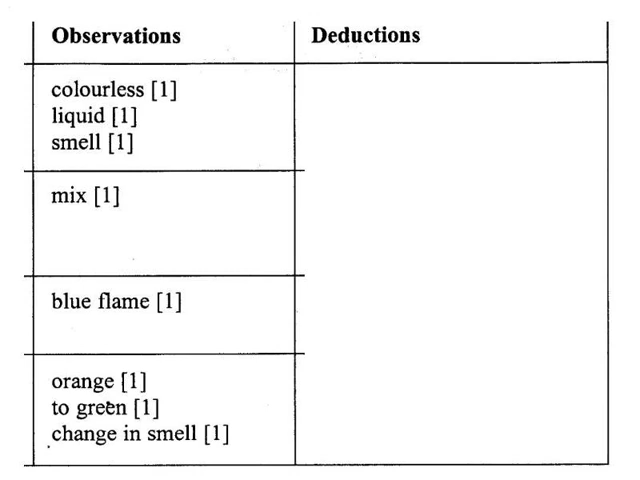 Observations
Deductions
colourless [1]
liquid [1]
smell [1]
mix [1]
blue flame [1]
orange [1]
to green [1]
change in smell [1]